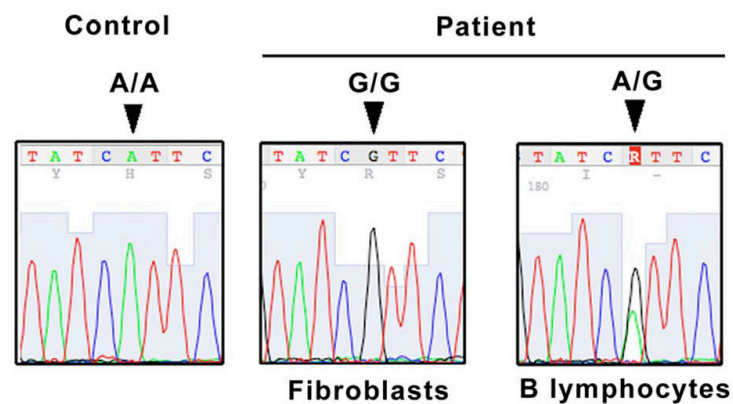 Control
Patient
A/A
G/G
A/G
T A T C A T T C
Y H S
T A T C G T T C
Y R S
T A T C R T T C
I -
180
Fibroblasts
B lymphocytes